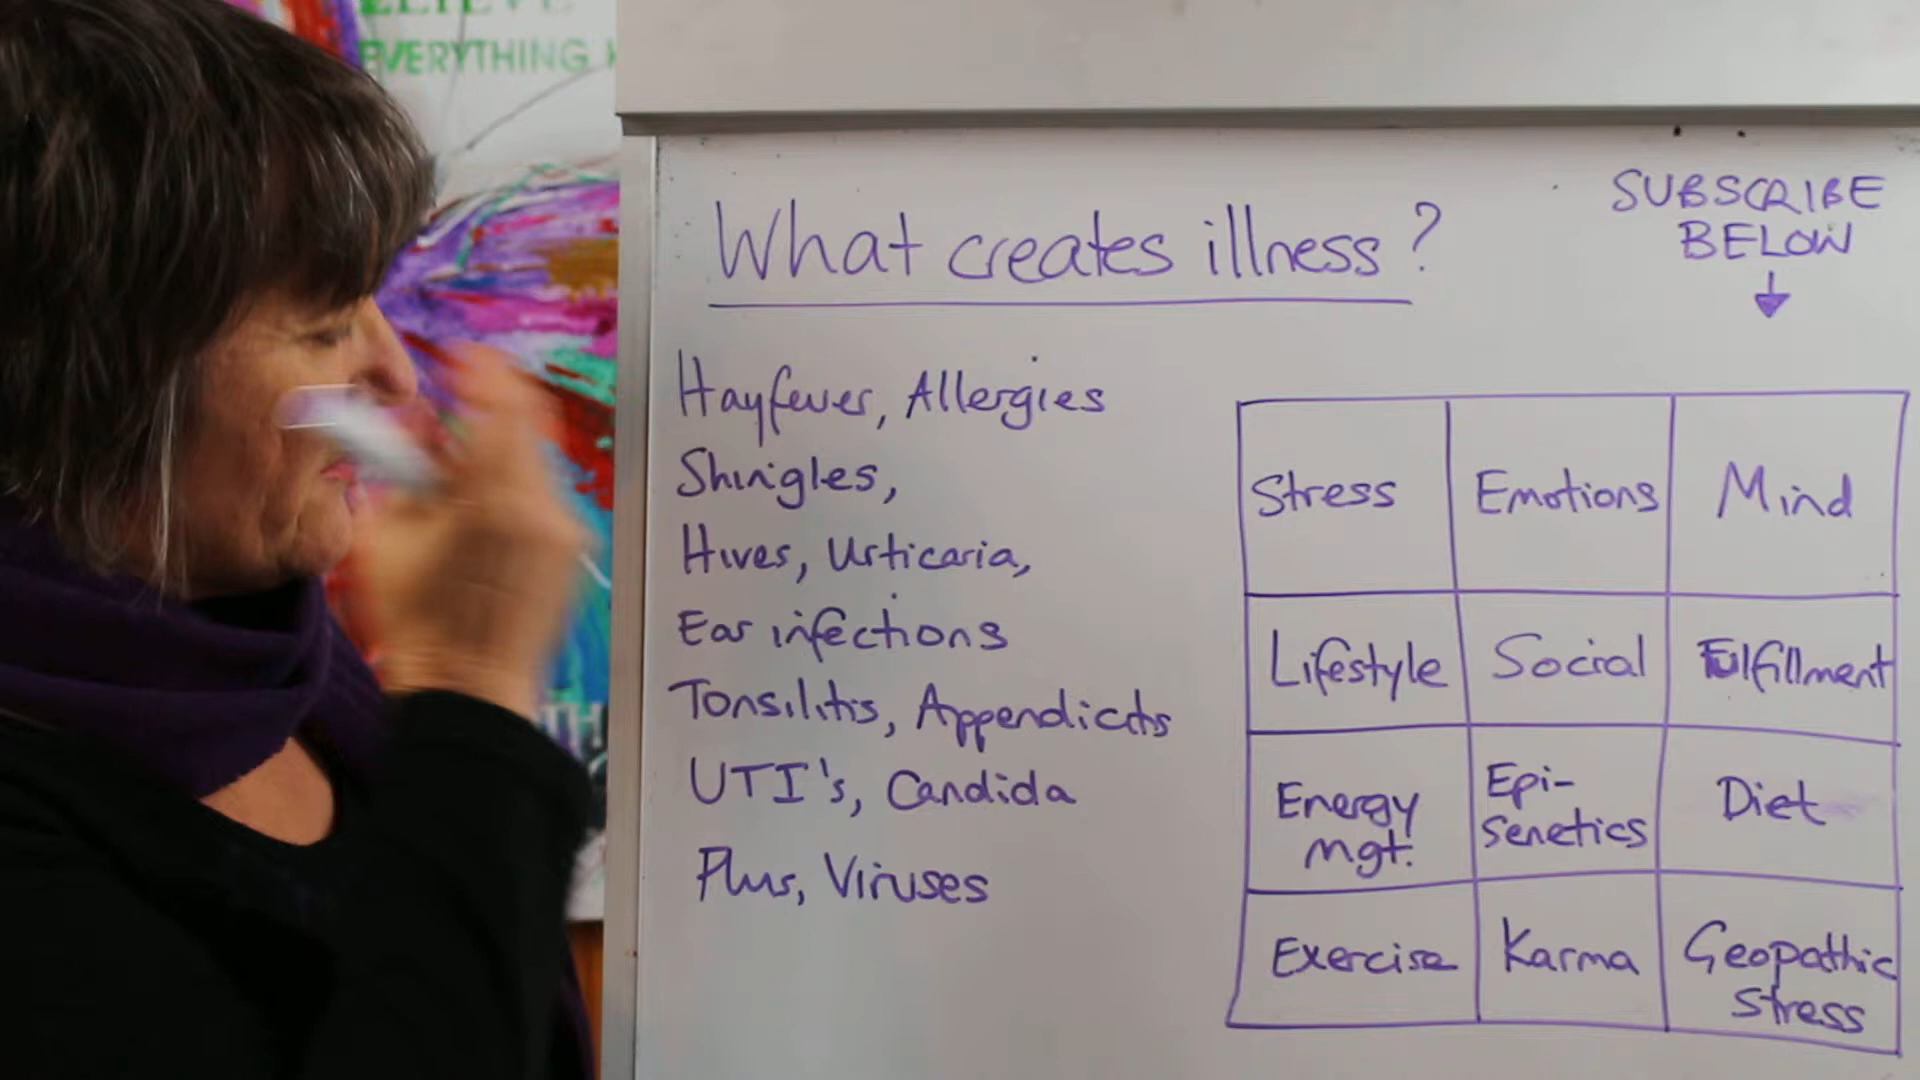 EVERYTHING
SUBSCRIBE
BELOW
What creates illness?
Hayfever, Allergies
Shingles,
Hives, Urticaria,
Ear infections
Tonsilitis, Appendicitis
UTI's, Candida
Plus, Viruses
Stress Emotions Mind
Lifestyle Social Fulfillment
Energy
mgt.
Epi-
Genetics
Diet
Exercise Karma Geopathic
Stress